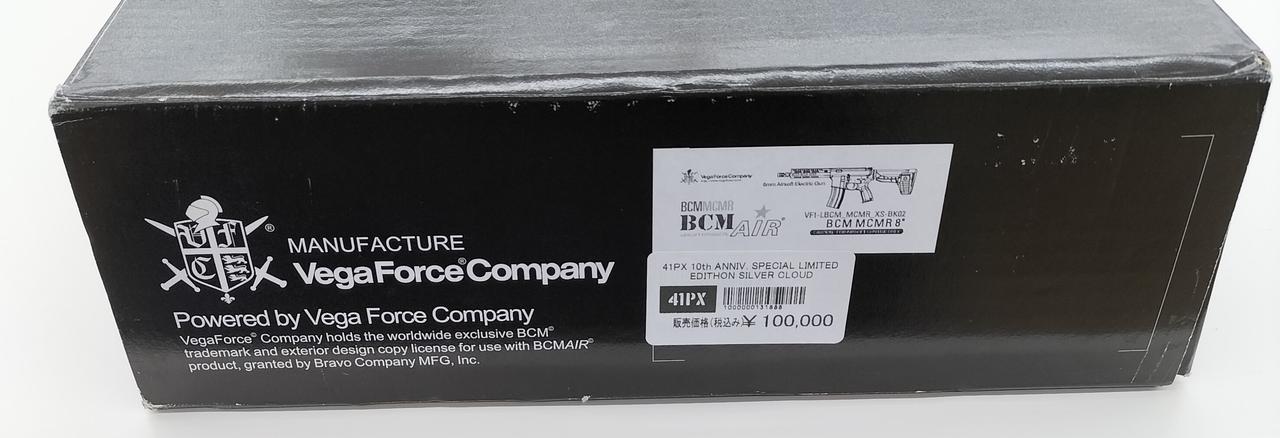 VFC
®
MANUFACTURE
VegaForce®Company
Powered by Vega Force Company
VegaForce® Company holds the worldwide exclusive BCM®
trademark and exterior design copy license for use with BCMAIR®
product, granted by Bravo Company MFG, Inc.
VegaForce Company
6mm Airsoft Electric Gun
BCMMCMR
BCM AIR®
VF1-LBCM_MCMR_XS-BK02
BCM MCMR 8"
41PX 10th ANNIV. SPECIAL LIMITED
EDITHON SILVER CLOUD
41PX
1000000131888
販売価格(税込み) ¥ 100,000